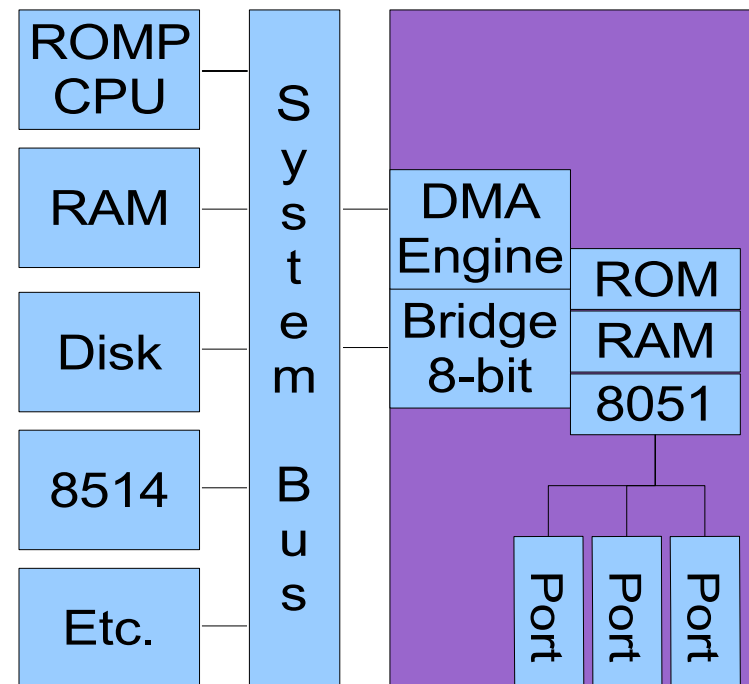 ROMP
CPU
RAM
Disk
8514
Etc.
System Bus
DMA
Engine
Bridge
8-bit
ROM
RAM
8051
Port
Port
Port